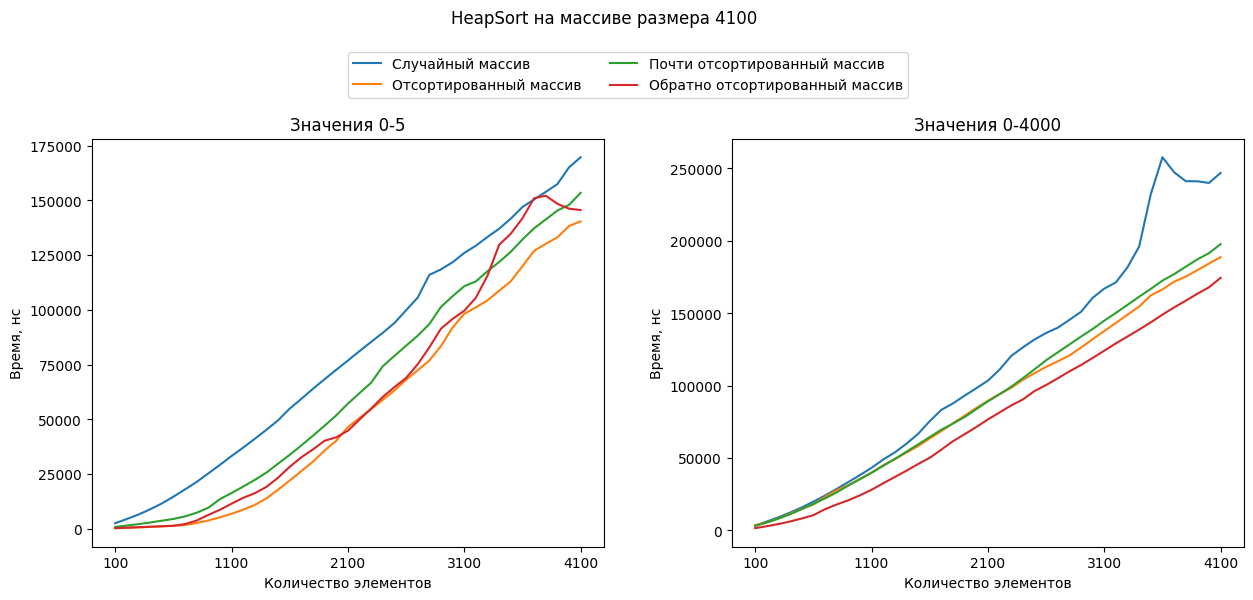 HeapSort на массиве размера 4100
Случайный массив
Отсортированный массив
Почти отсортированный массив
Обратно отсортированный массив
Значения 0-5
175000
150000
125000
100000
75000
50000
25000
0
Время, нс
100 1100 2100 3100 4100
Количество элементов
Значения 0-4000
250000
200000
150000
100000
50000
0
Время, нс
100 1100 2100 3100 4100
Количество элементов